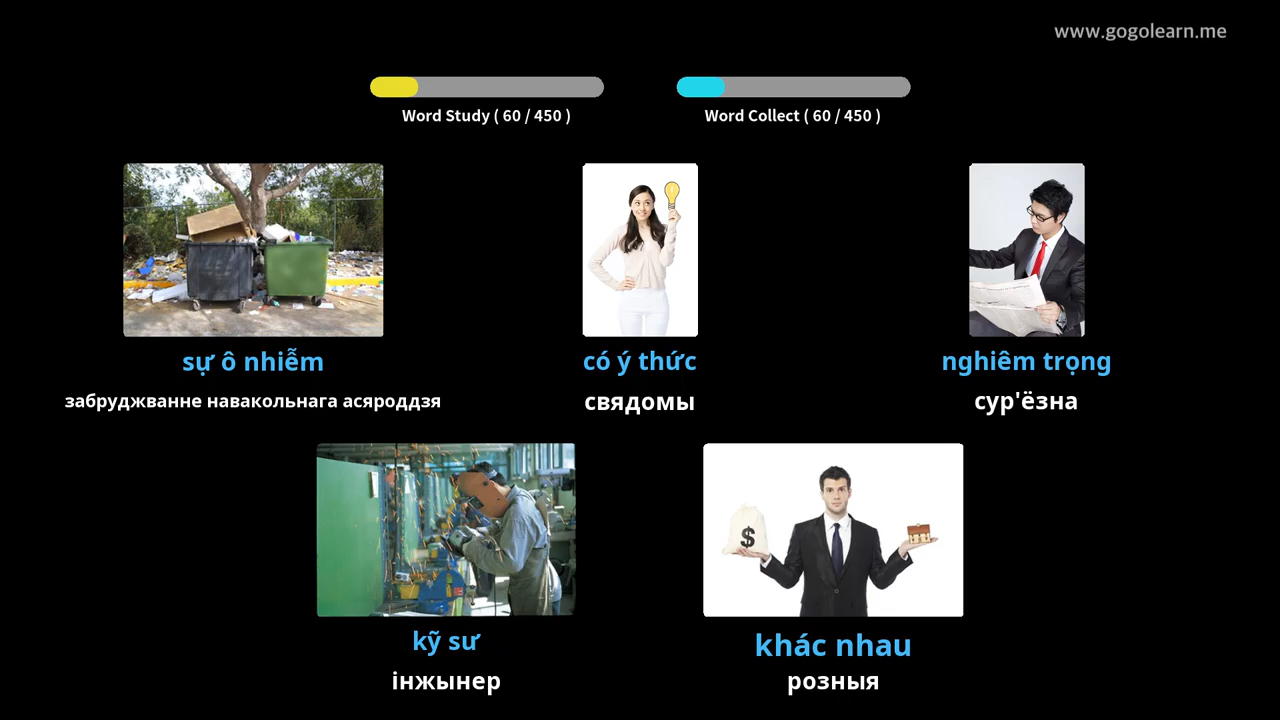 www.gogolearn.me
Word Study ( 60 / 450 )
Word Collect ( 60 / 450 )
sự ô nhiễm
có ý thức
nghiêm trọng
забруджванне навакольнага асяроддзя
свядомы
сур'ёзна
$
kỹ sư
khác nhau
інжынер
розныя